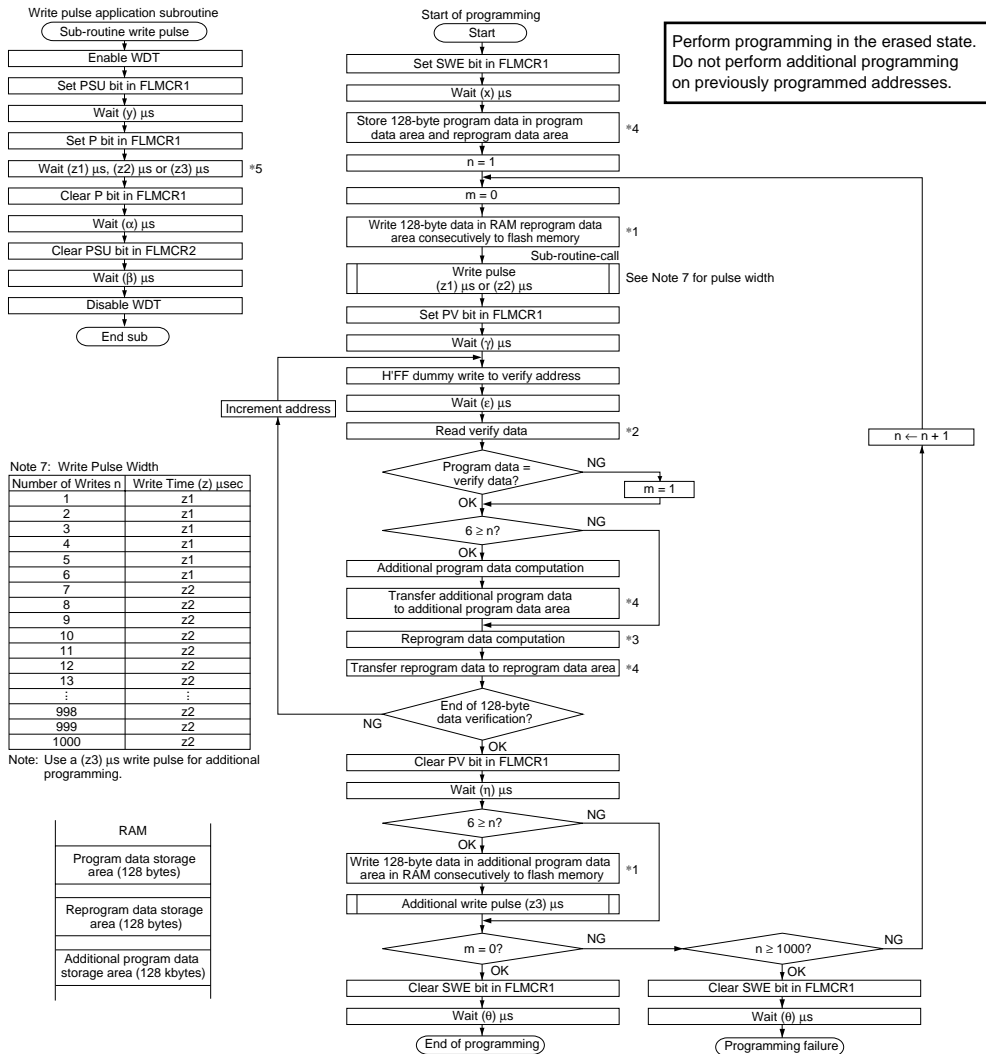 Write pulse application subroutine
Sub-routine write pulse
Enable WDT
Set PSU bit in FLMCR1
Wait (y) µs
Set P bit in FLMCR1
Wait (z1) µs, (z2) µs or (z3) µs
*5
Clear P bit in FLMCR1
Wait (α) µs
Clear PSU bit in FLMCR2
Wait (β) µs
Disable WDT
End sub
Start of programming
Start
Set SWE bit in FLMCR1
Wait (x) µs
Store 128-byte program data in program
data area and reprogram data area
*4
n = 1
m = 0
Write 128-byte data in RAM reprogram data
area consecutively to flash memory
*1
Sub-routine-call
Write pulse
(z1) µs or (z2) µs
See Note 7 for pulse width
Set PV bit in FLMCR1
Wait (γ) µs
H'FF dummy write to verify address
Wait (ε) µs
Read verify data
*2
Increment address
n ← n + 1
Program data =
verify data?
NG
m = 1
OK
6 ≥ n?
NG
OK
Additional program data computation
Transfer additional program data
to additional program data area
*4
Reprogram data computation
*3
Transfer reprogram data to reprogram data area
*4
End of 128-byte
data verification?
NG
OK
Clear PV bit in FLMCR1
Wait (η) µs
6 ≥ n?
NG
OK
Write 128-byte data in additional program data
area in RAM consecutively to flash memory
*1
Additional write pulse (z3) µs
m = 0?
NG
OK
n ≥ 1000?
NG
OK
Clear SWE bit in FLMCR1
Wait (θ) µs
End of programming
Clear SWE bit in FLMCR1
Wait (θ) µs
Programming failure
Perform programming in the erased state.
Do not perform additional programming
on previously programmed addresses.
Note 7: Write Pulse Width
Number of Writes n Write Time (z) µsec
1 z1
2 z1
3 z1
4 z1
5 z1
6 z1
7 z2
8 z2
9 z2
10 z2
11 z2
12 z2
13 z2
⋮ ⋮
998 z2
999 z2
1000 z2
Note: Use a (z3) µs write pulse for additional
programming.
RAM
Program data storage
area (128 bytes)
Reprogram data storage
area (128 bytes)
Additional program data
storage area (128 kbytes)